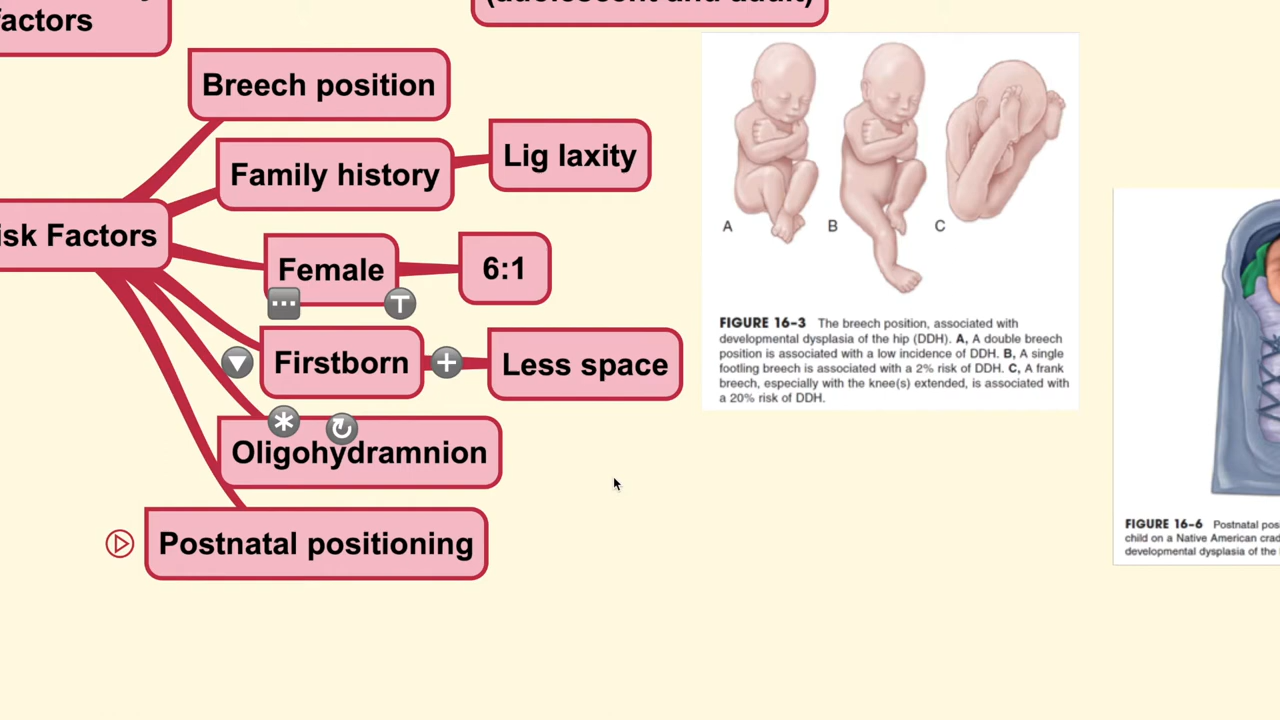 factors
(adolescent and adult)
Breech position
Family history
Lig laxity
Risk Factors
Female
6:1
T
Firstborn
Less space
Oligohydramnion
Postnatal positioning
A
B
C
FIGURE 16-3 The breech position, associated with
developmental dysplasia of the hip (DDH). A, A double breech
position is associated with a low incidence of DDH. B, A single
footling breech is associated with a 2% risk of DDH. C, A frank
breech, especially with the knee(s) extended, is associated with
a 20% risk of DDH.
FIGURE 16-6 Postnatal pos
child on a Native American crad
developmental dysplasia of the